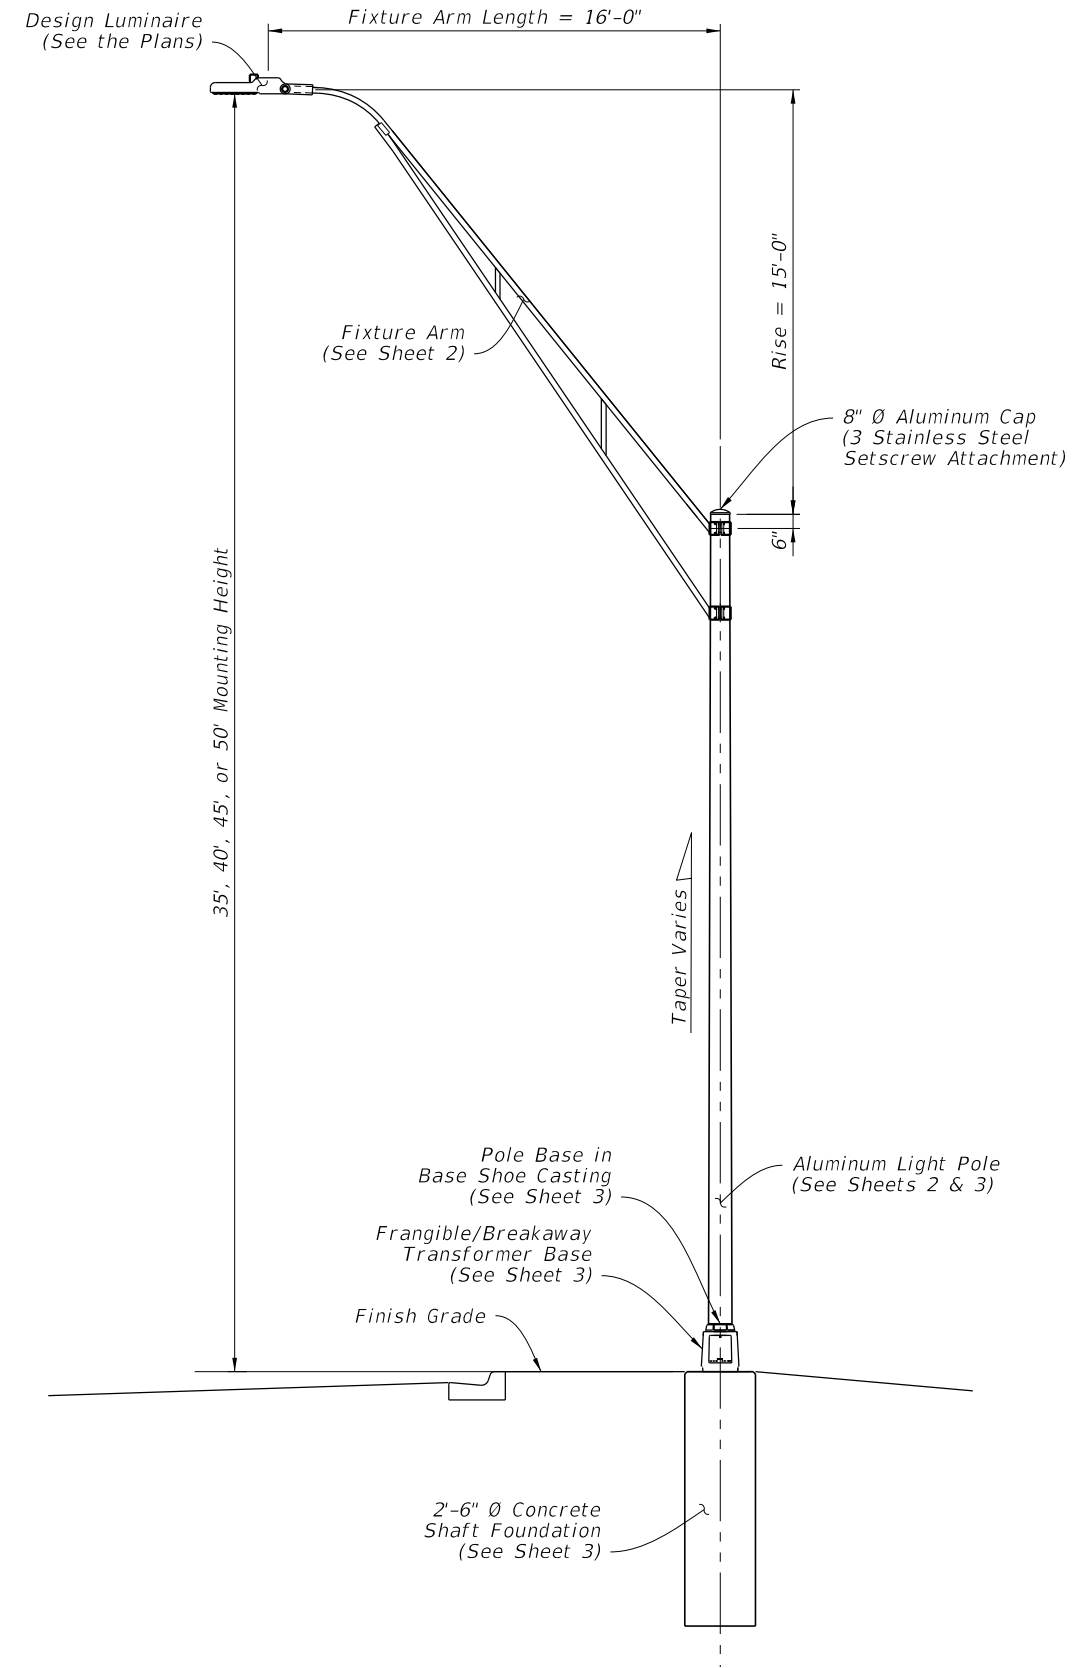 Fixture Arm Length = 16'-0"
Design Luminaire
(See the Plans)
Rise = 15'-0"
Fixture Arm
(See Sheet 2)
8" Ø Aluminum Cap
(3 Stainless Steel
Setscrew Attachment)
6"
35', 40', 45', or 50' Mounting Height
Taper Varies
Pole Base in
Base Shoe Casting
(See Sheet 3)
Aluminum Light Pole
(See Sheets 2 & 3)
Frangible/Breakaway
Transformer Base
(See Sheet 3)
Finish Grade
2'-6" Ø Concrete
Shaft Foundation
(See Sheet 3)